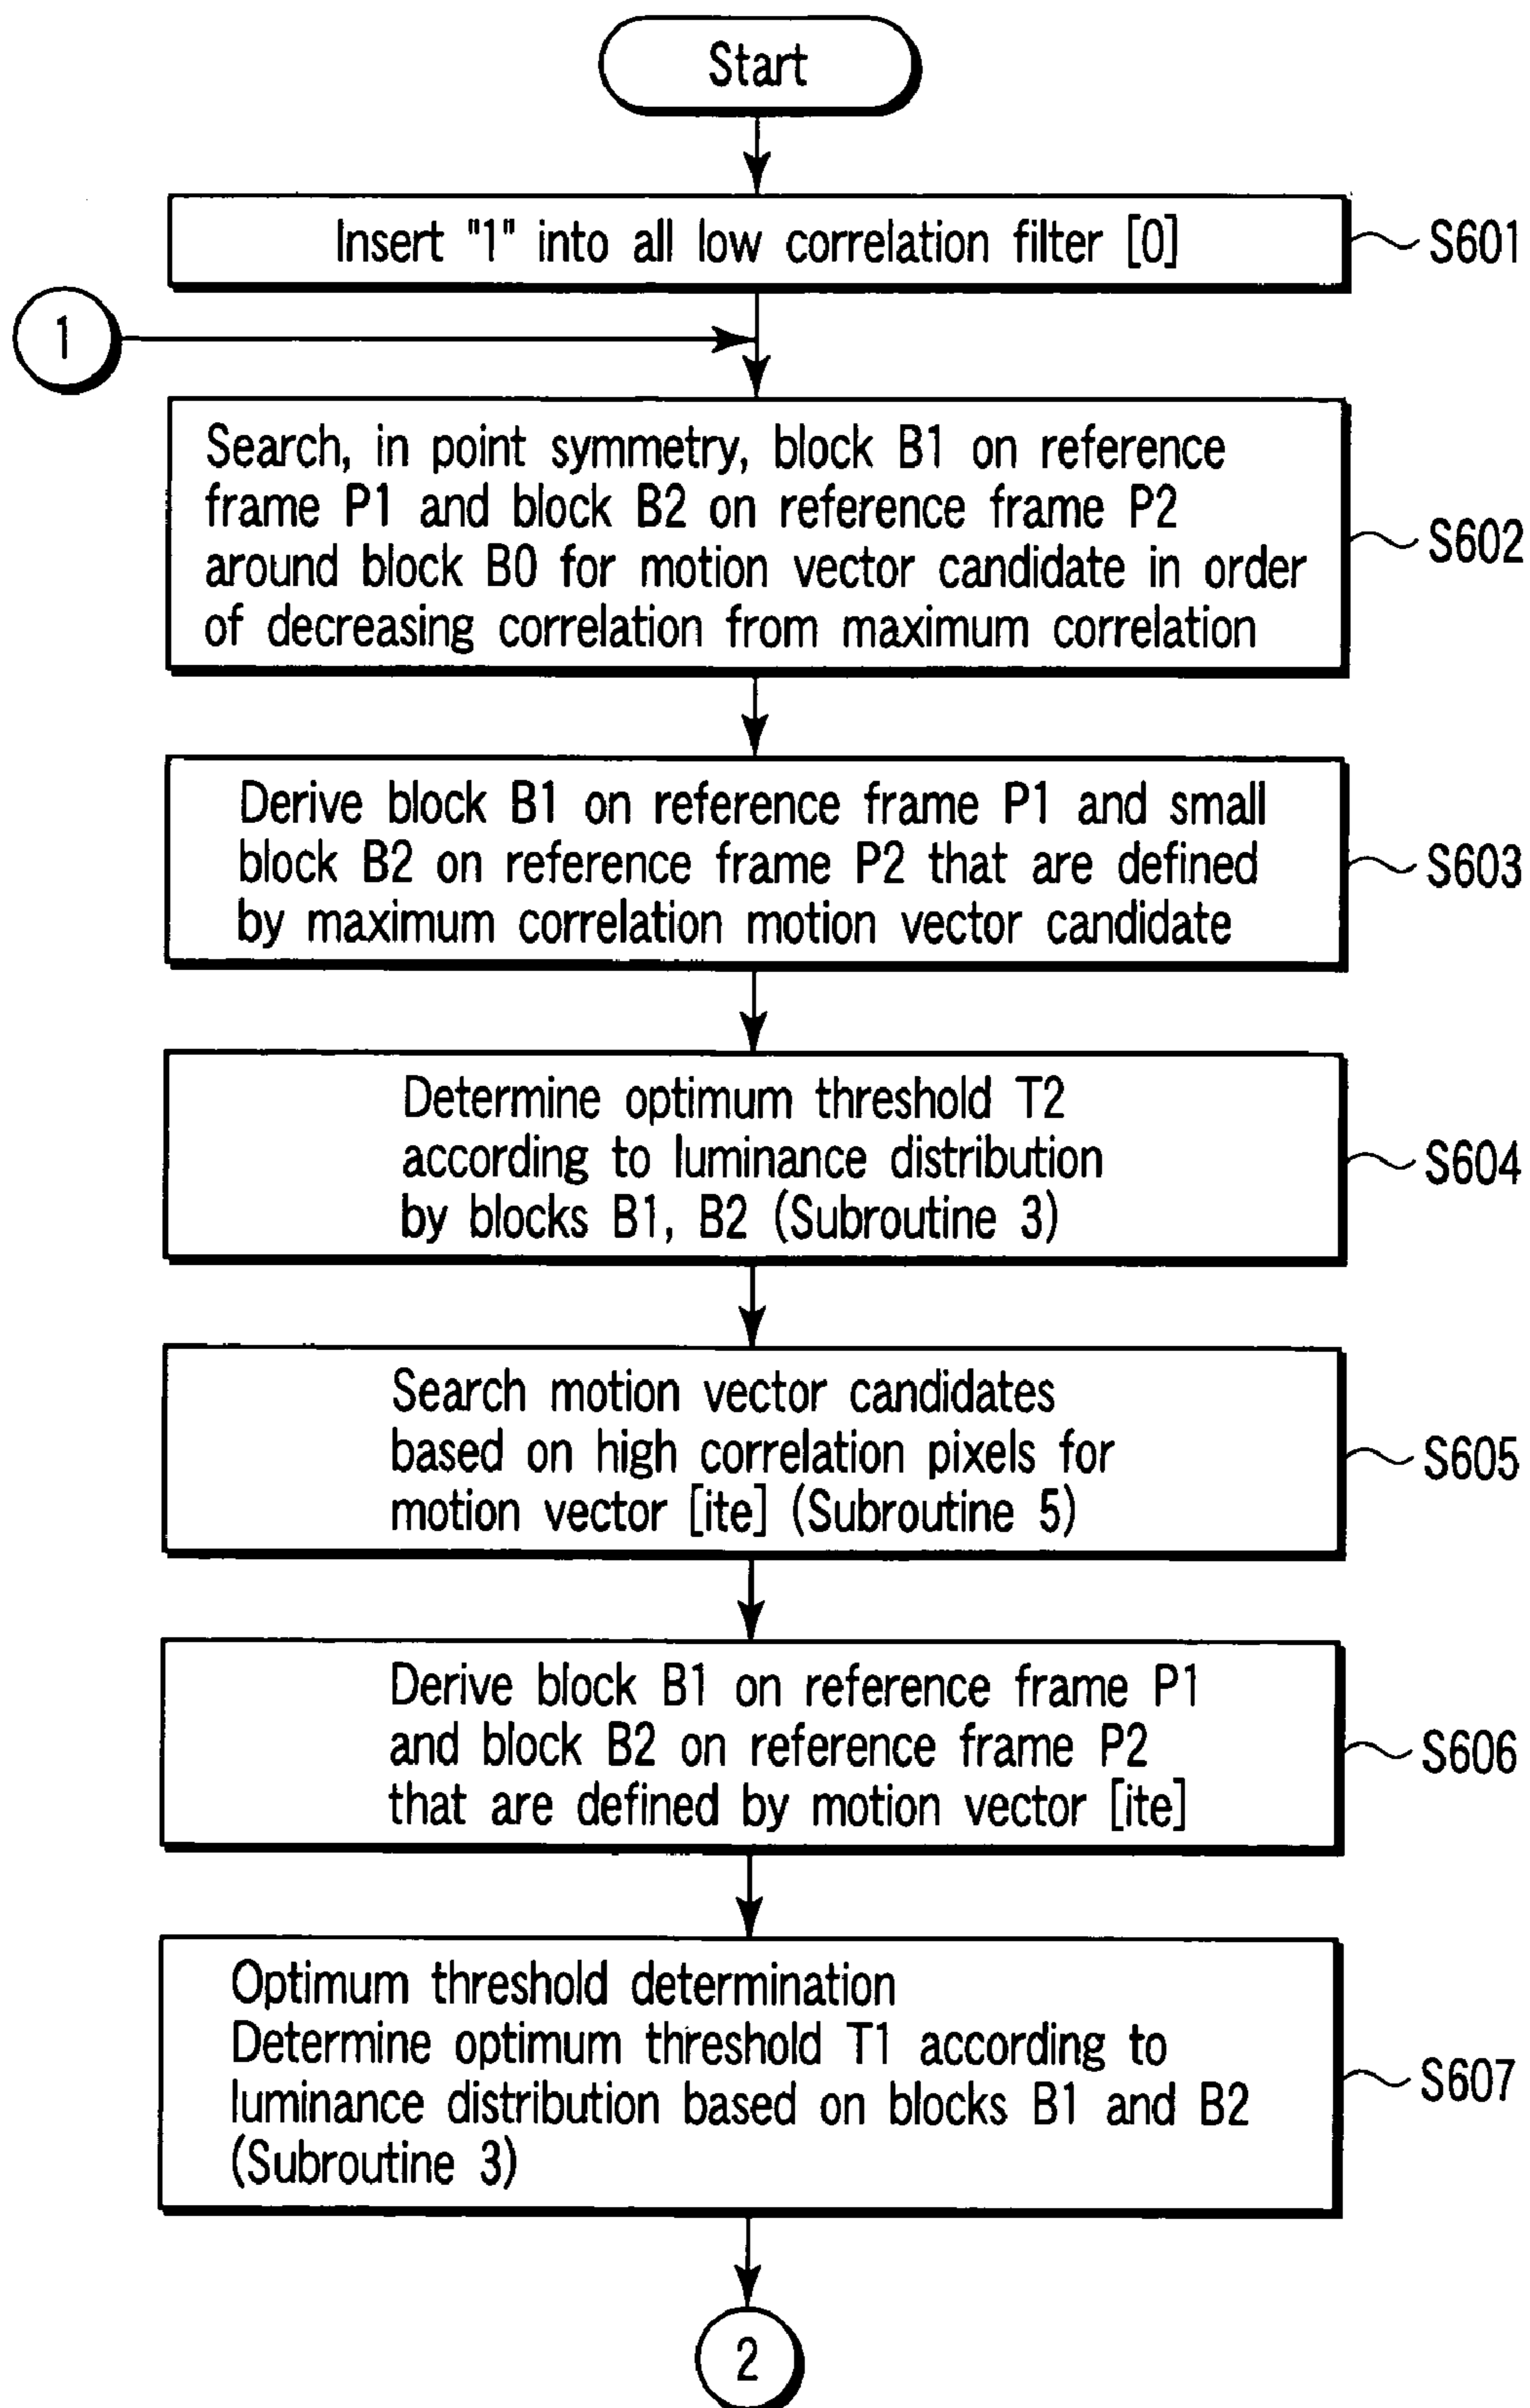 Start
Insert "1" into all low correlation filter [0]
S601
1
Search, in point symmetry, block B1 on reference
frame P1 and block B2 on reference frame P2
around block B0 for motion vector candidate in order
of decreasing correlation from maximum correlation
S602
Derive block B1 on reference frame P1 and small
block B2 on reference frame P2 that are defined
by maximum correlation motion vector candidate
S603
Determine optimum threshold T2
according to luminance distribution
by blocks B1, B2 (Subroutine 3)
S604
Search motion vector candidates
based on high correlation pixels for
motion vector [ite] (Subroutine 5)
S605
Derive block B1 on reference frame P1
and block B2 on reference frame P2
that are defined by motion vector [ite]
S606
Optimum threshold determination
Determine optimum threshold T1 according to
luminance distribution based on blocks B1 and B2
(Subroutine 3)
S607
2